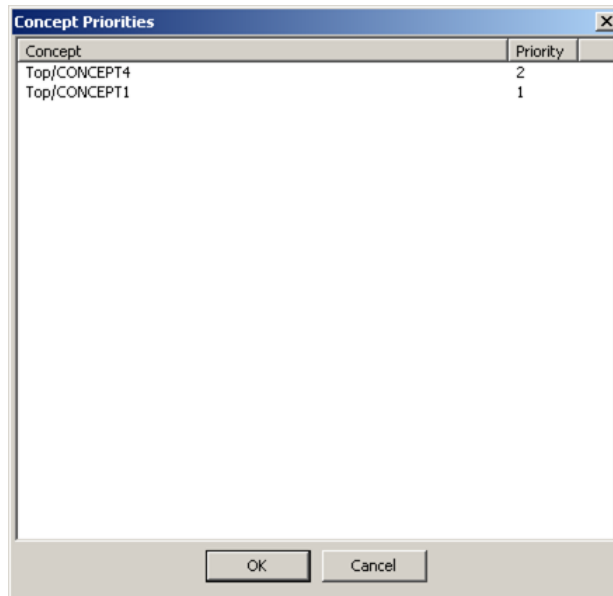 Concept Priorities
Concept Priority
Top/CONCEPT4 2
Top/CONCEPT1 1
OK Cancel